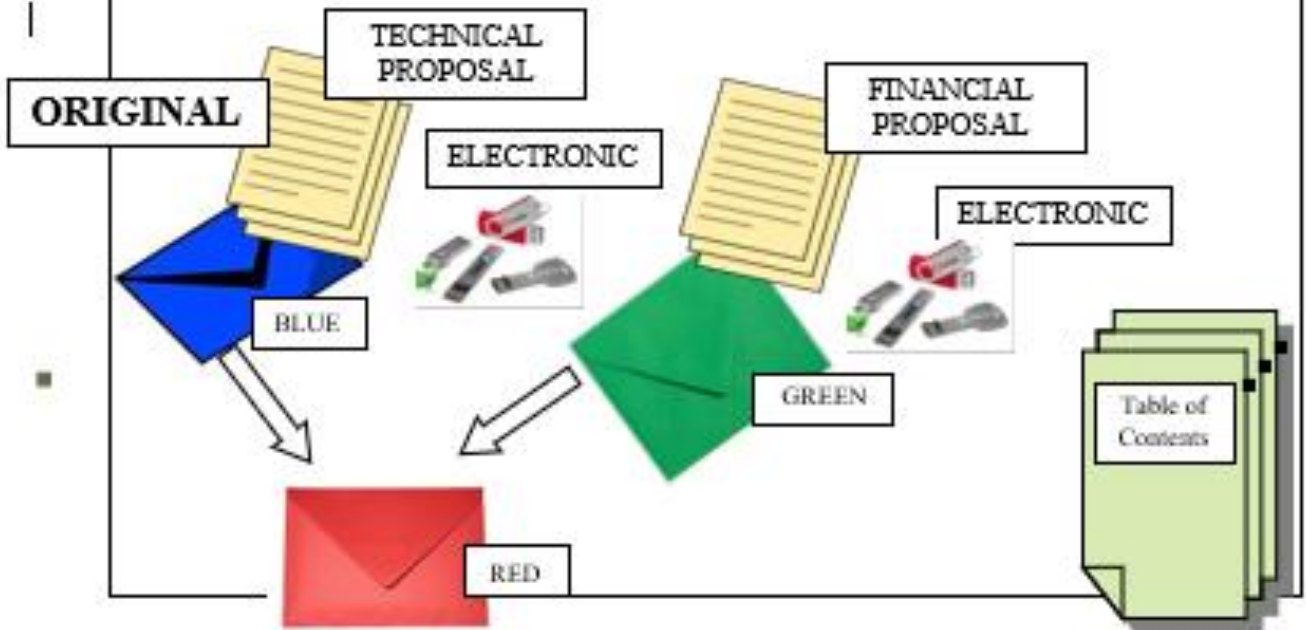 TECHNICAL
PROPOSAL
ORIGINAL
ELECTRONIC
FINANCIAL
PROPOSAL
ELECTRONIC
BLUE
GREEN
Table of
Contents
RED